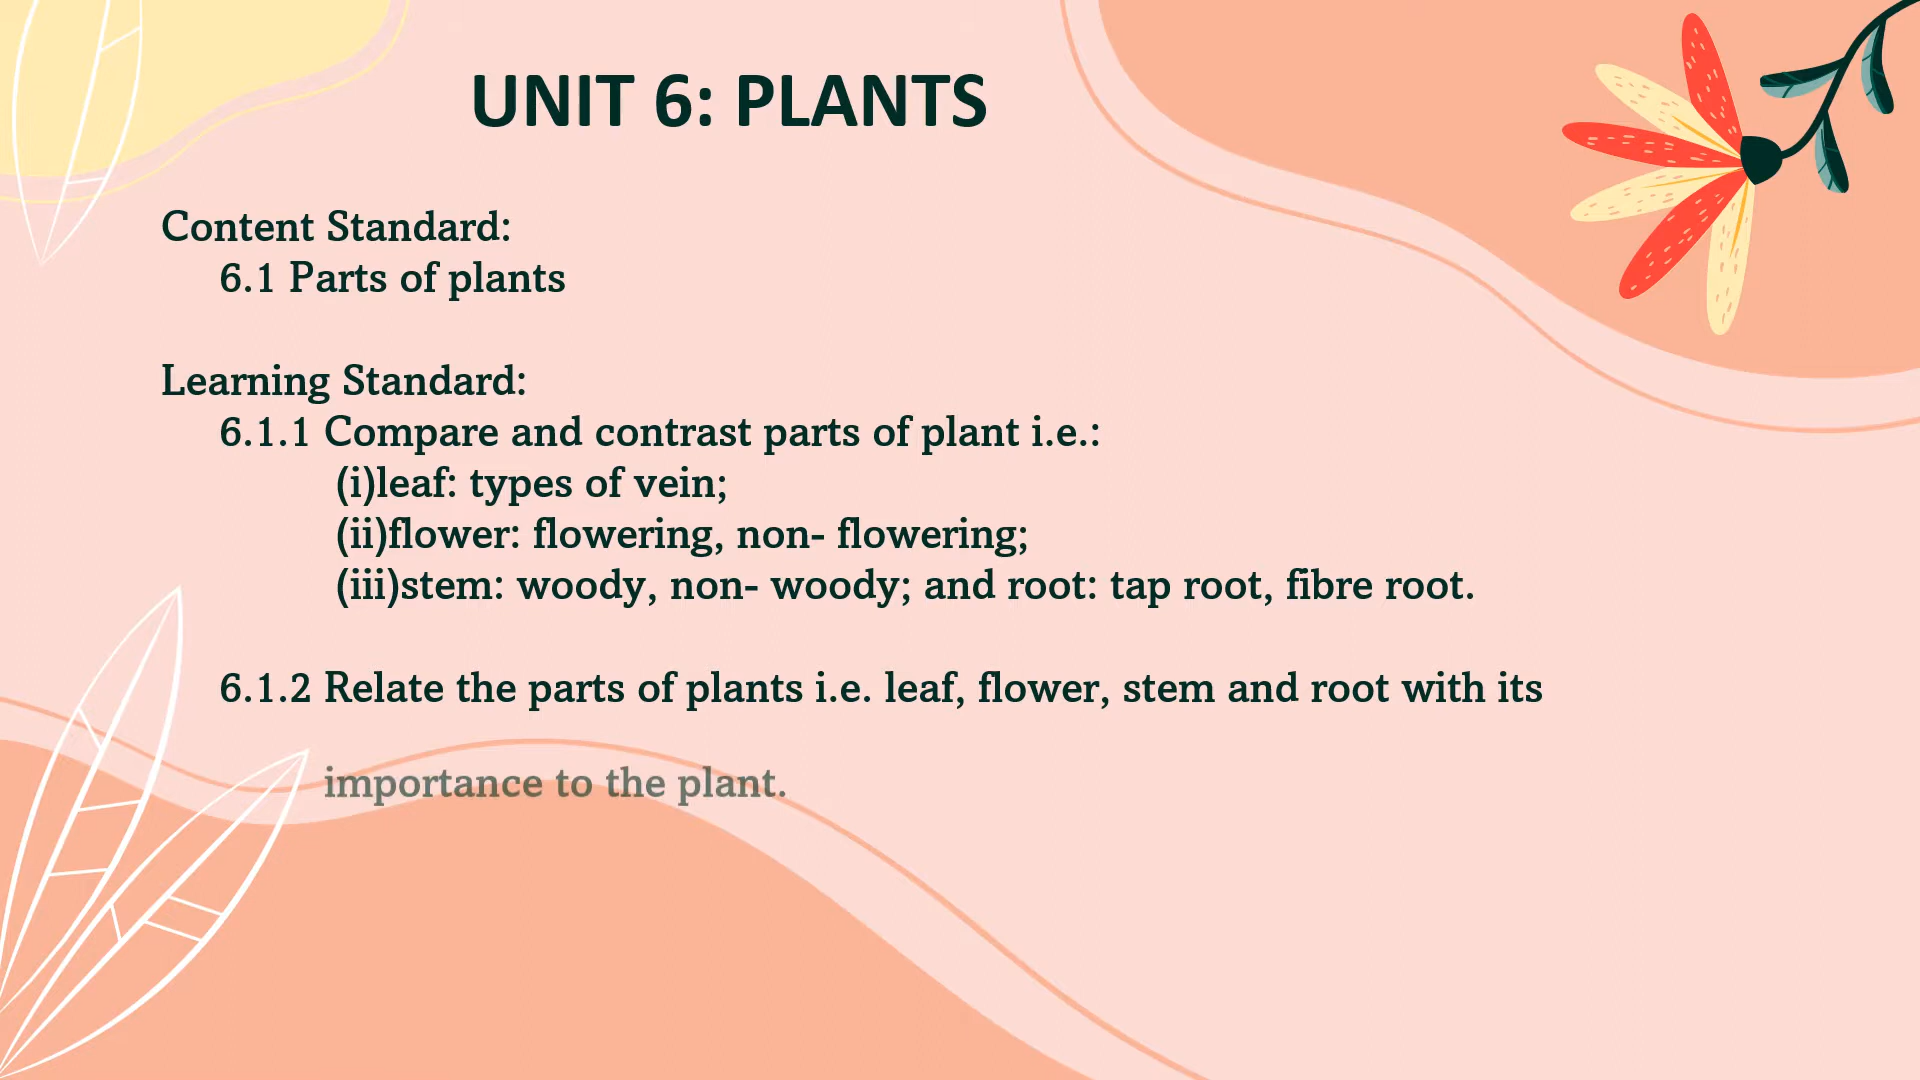 UNIT 6: PLANTS
Content Standard:
6.1 Parts of plants
Learning Standard:
6.1.1 Compare and contrast parts of plant i.e.:
(i)leaf: types of vein;
(ii)flower: flowering, non- flowering;
(iii)stem: woody, non- woody; and root: tap root, fibre root.
6.1.2 Relate the parts of plants i.e. leaf, flower, stem and root with its
importance to the plant.